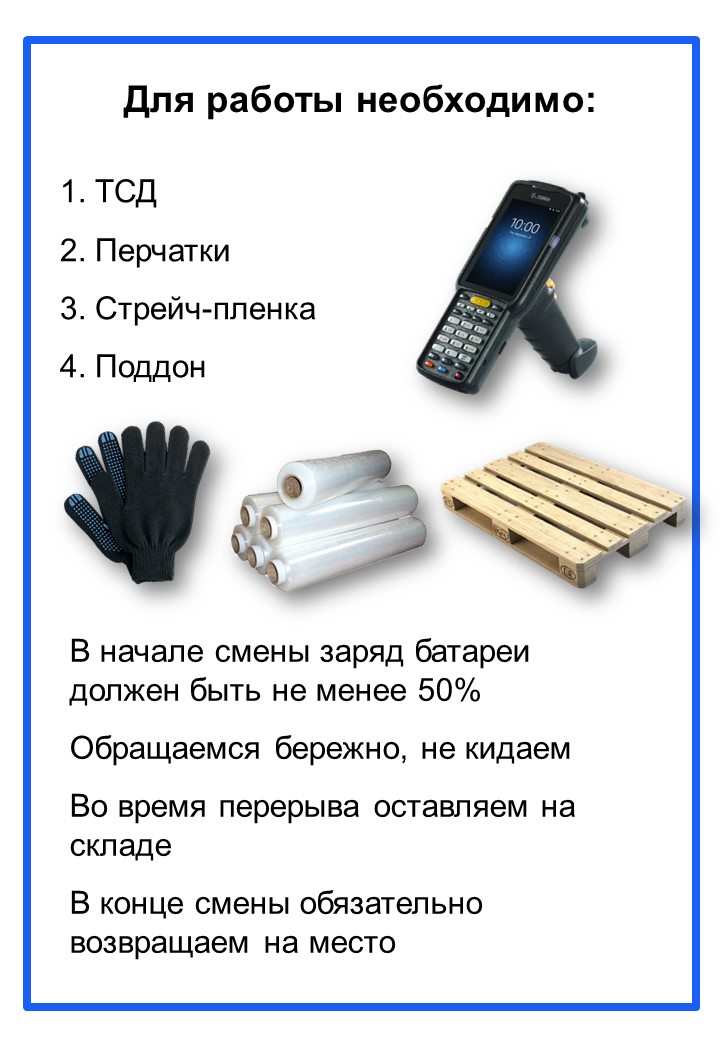 Для работы необходимо:
1. ТСД
2. Перчатки
3. Стрейч-пленка
4. Поддон
10:00
В начале смены заряд батареи
должен быть не менее 50%
Обращаемся бережно, не кидаем
Во время перерыва оставляем на
складе
В конце смены обязательно
возвращаем на место